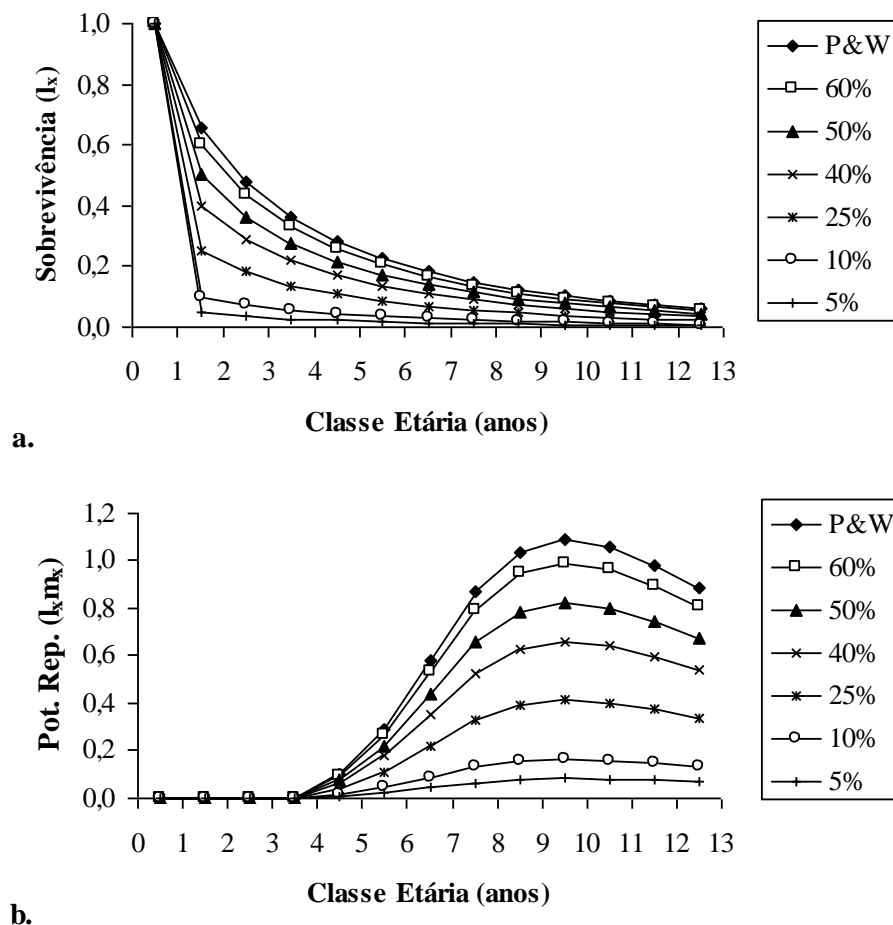 1,0
0,8
0,6
0,4
0,2
0,0
Sobrevivência (lx)
0 1 2 3 4 5 6 7 8 9 10 11 12 13
Classe Etária (anos)
P&W
60%
50%
40%
25%
10%
5%
a.
1,2
1,0
0,8
0,6
0,4
0,2
0,0
Pot. Rep. (lxmx)
0 1 2 3 4 5 6 7 8 9 10 11 12 13
Classe Etária (anos)
P&W
60%
50%
40%
25%
10%
5%
b.